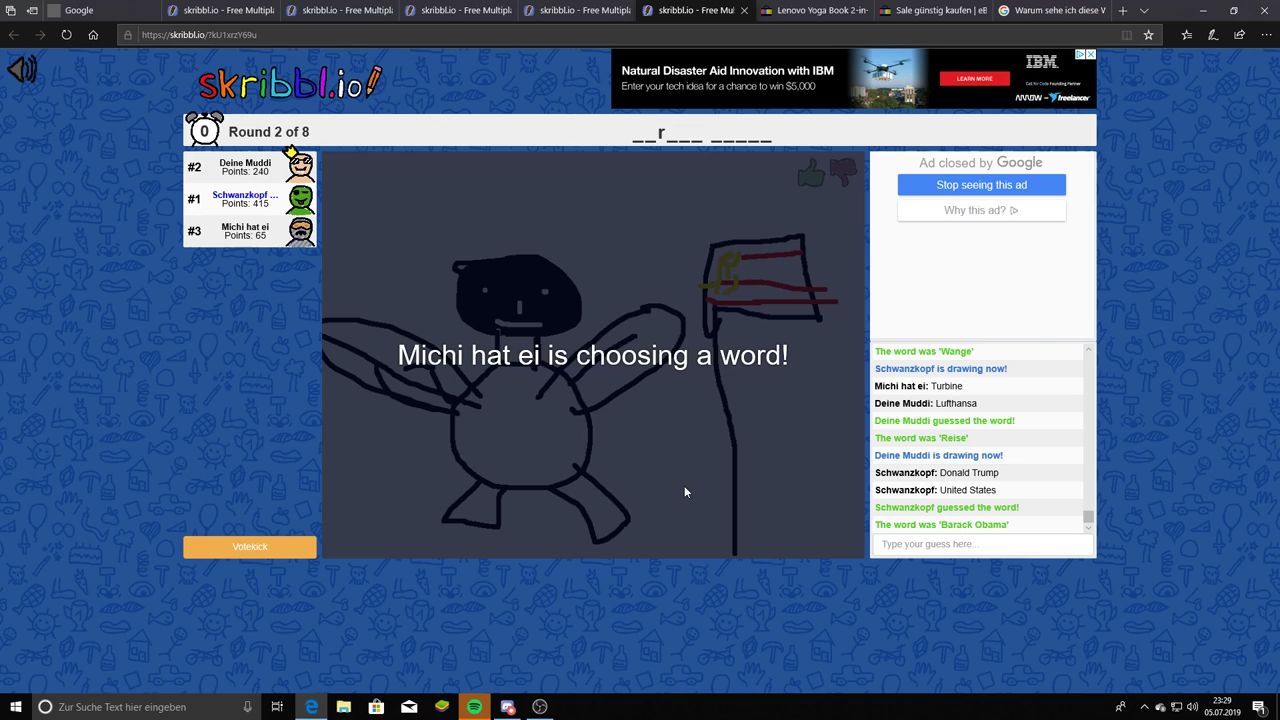 Google
skribbl.io - Free Multipla
skribbl.io - Free Multipl
skribbl.io - Free Multipla
skribbl.io - Free Mul
Lenovo Yoga Book 2-in-
Sale günstig kaufen | eB
Warum sehe ich diese V
https://skribbl.io/?kU1xrzY69u
skribbl.io!
Natural Disaster Aid Innovation with IBM
Enter your tech idea for a chance to win $5,000
LEARN MORE
IBM
Call for Code Founding Partner
ARROW
freelancer
0
Round 2 of 8
__r___ _____
#2
Deine Muddi
Points: 240
#1
Schwanzkopf ...
Points: 415
#3
Michi hat ei
Points: 65
Votekick
Michi hat ei is choosing a word!
Ad closed by Google
Stop seeing this ad
Why this ad?
The word was 'Wange'
Schwanzkopf is drawing now!
Michi hat ei: Turbine
Deine Muddi: Lufthansa
Deine Muddi guessed the word!
The word was 'Reise'
Deine Muddi is drawing now!
Schwanzkopf: Donald Trump
Schwanzkopf: United States
Schwanzkopf guessed the word!
The word was 'Barack Obama'
Type your guess here...
Zur Suche Text hier eingeben
23:29
05.07.2019